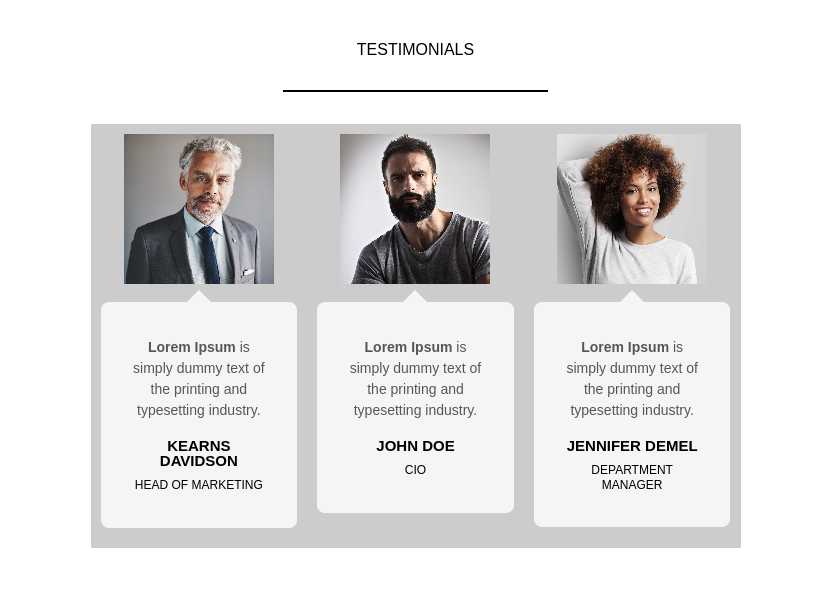 TESTIMONIALS
Lorem Ipsum is
simply dummy text of
the printing and
typesetting industry.
KEARNS
DAVIDSON
HEAD OF MARKETING
Lorem Ipsum is
simply dummy text of
the printing and
typesetting industry.
JOHN DOE
CIO
Lorem Ipsum is
simply dummy text of
the printing and
typesetting industry.
JENNIFER DEMEL
DEPARTMENT
MANAGER